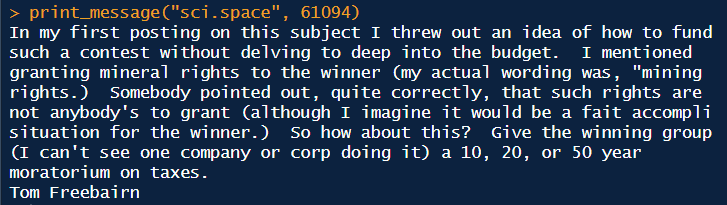 > print_message("sci.space", 61094)
In my first posting on this subject I threw out an idea of how to fund
such a contest without delving to deep into the budget.  I mentioned
granting mineral rights to the winner (my actual wording was, "mining
rights.)  Somebody pointed out, quite correctly, that such rights are
not anybody's to grant (although I imagine it would be a fait accompli
situation for the winner.)  So how about this?  Give the winning group
(I can't see one company or corp doing it) a 10, 20, or 50 year
moratorium on taxes.
Tom Freebairn